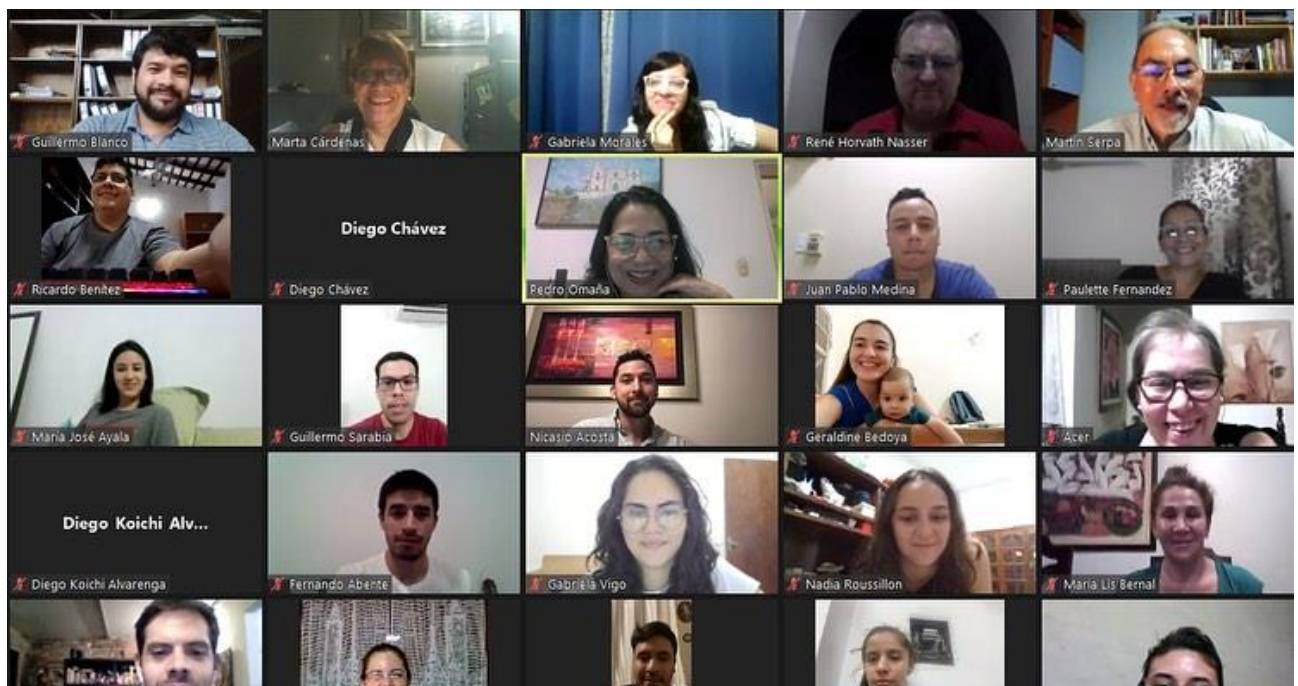 Guillermo Blanco
Marta Cárdenas
Gabriela Morales
René Horvath Nasser
Martin Serpa
Ricardo Benitez
Diego Chávez
Diego Chávez
Pedro Omaña
Juan Pablo Medina
Paulette Fernandez
María José Ayala
Guillermo Sarabia
Nicasio Acosta
Geraldine Bedoya
Acer
Diego Koichi Alv...
Diego Koichi Alvarenga
Fernando Abente
Gabriela Vigo
Nadia Roussillon
Maria Lis Bernal